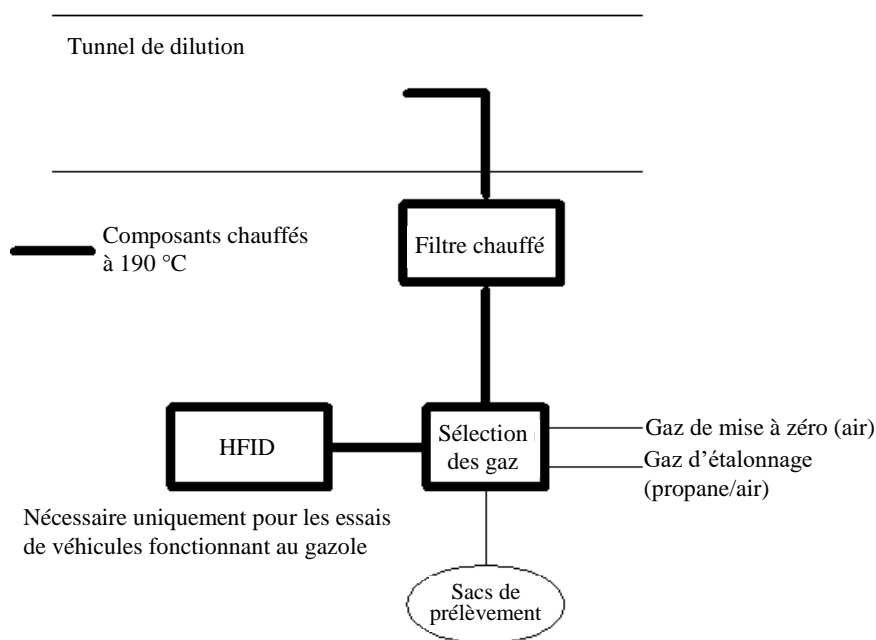 Tunnel de dilution
Composants chauffés
à 190 °C
Filtre chauffé
HFID
Sélection
des gaz
Gaz de mise à zéro (air)
Gaz d’étalonnage
(propane/air)
Nécessaire uniquement pour les essais
de véhicules fonctionnant au gazole
Sacs de
prélèvement